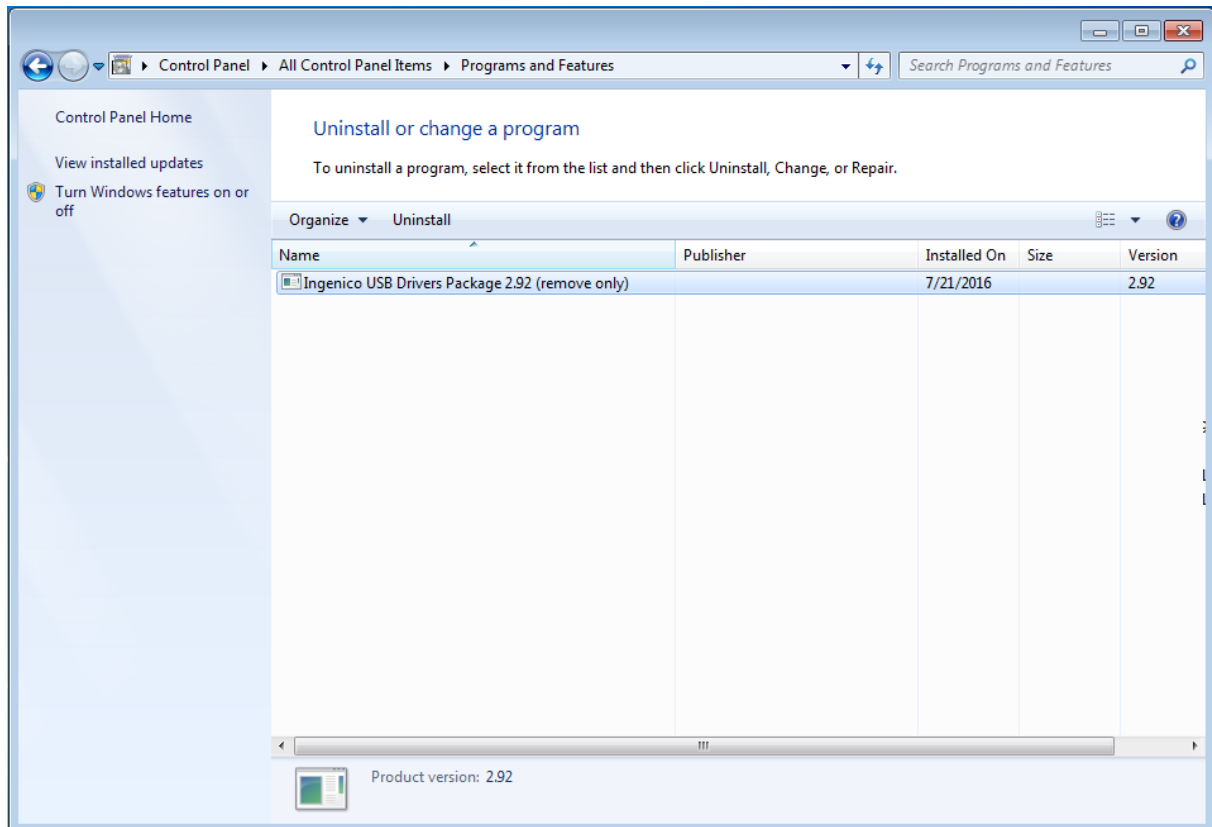 Control Panel ▸ All Control Panel Items ▸ Programs and Features
Search Programs and Features
Control Panel Home
View installed updates
Turn Windows features on or
off
Uninstall or change a program
To uninstall a program, select it from the list and then click Uninstall, Change, or Repair.
Organize Uninstall
Name Publisher Installed On Size Version
Ingenico USB Drivers Package 2.92 (remove only) 7/21/2016 2.92
Product version: 2.92